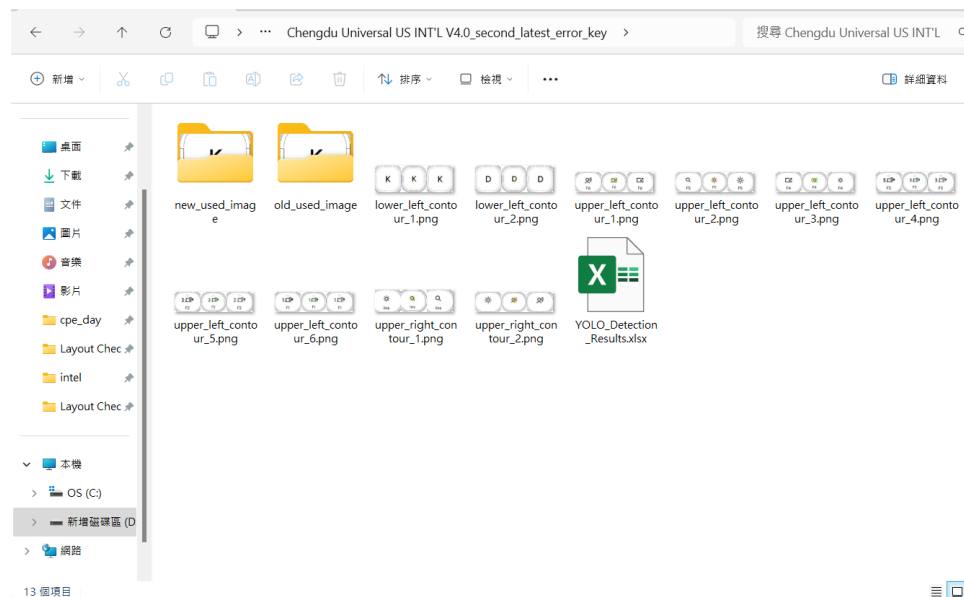 Chengdu Universal US INT'L V4.0_second_latest_error_key
搜尋 Chengdu Universal US INT'L
新增
排序
檢視
詳細資料
桌面
下載
文件
圖片
音樂
影片
cpe_day
Layout Chec
intel
Layout Chec
本機
OS (C:)
新增磁碟區 (D
網路
new_used_imag
e
old_used_image
K K K
lower_left_conto
ur_1.png
D D D
lower_left_conto
ur_2.png
upper_left_conto
ur_1.png
upper_left_conto
ur_2.png
upper_left_conto
ur_3.png
upper_left_conto
ur_4.png
upper_left_conto
ur_5.png
upper_left_conto
ur_6.png
upper_right_con
tour_1.png
upper_right_con
tour_2.png
X
YOLO_Detection
_Results.xlsx
13 個項目